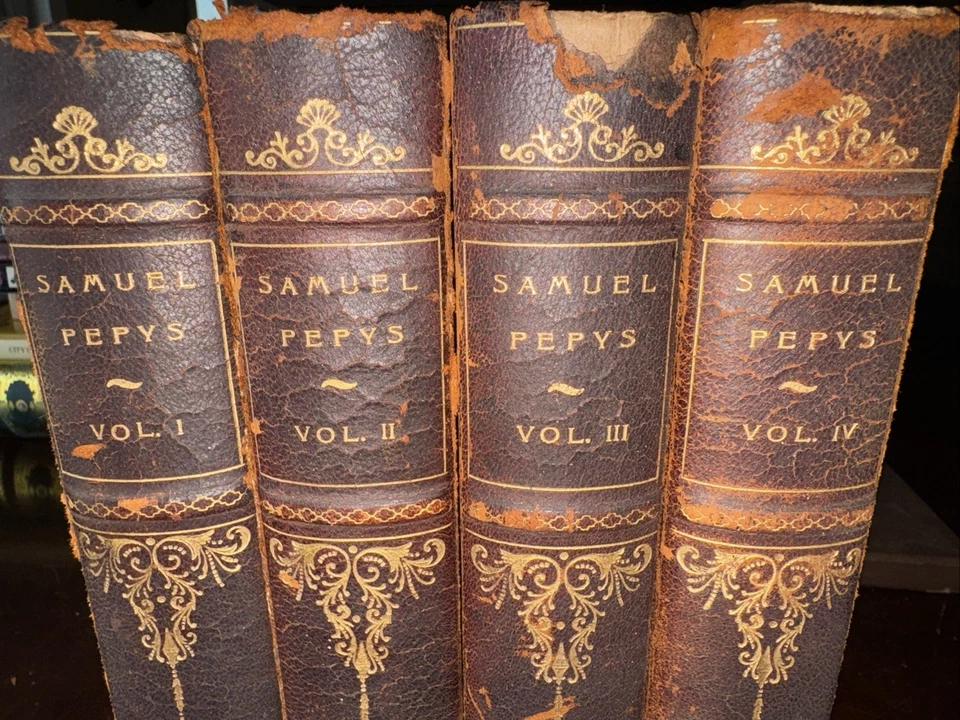 SAMUEL
PEPYS
VOL. I
SAMUEL
PEPYS
VOL. II
SAMUEL
PEPYS
VOL. III
SAMUEL
PEPYS
VOL. IV